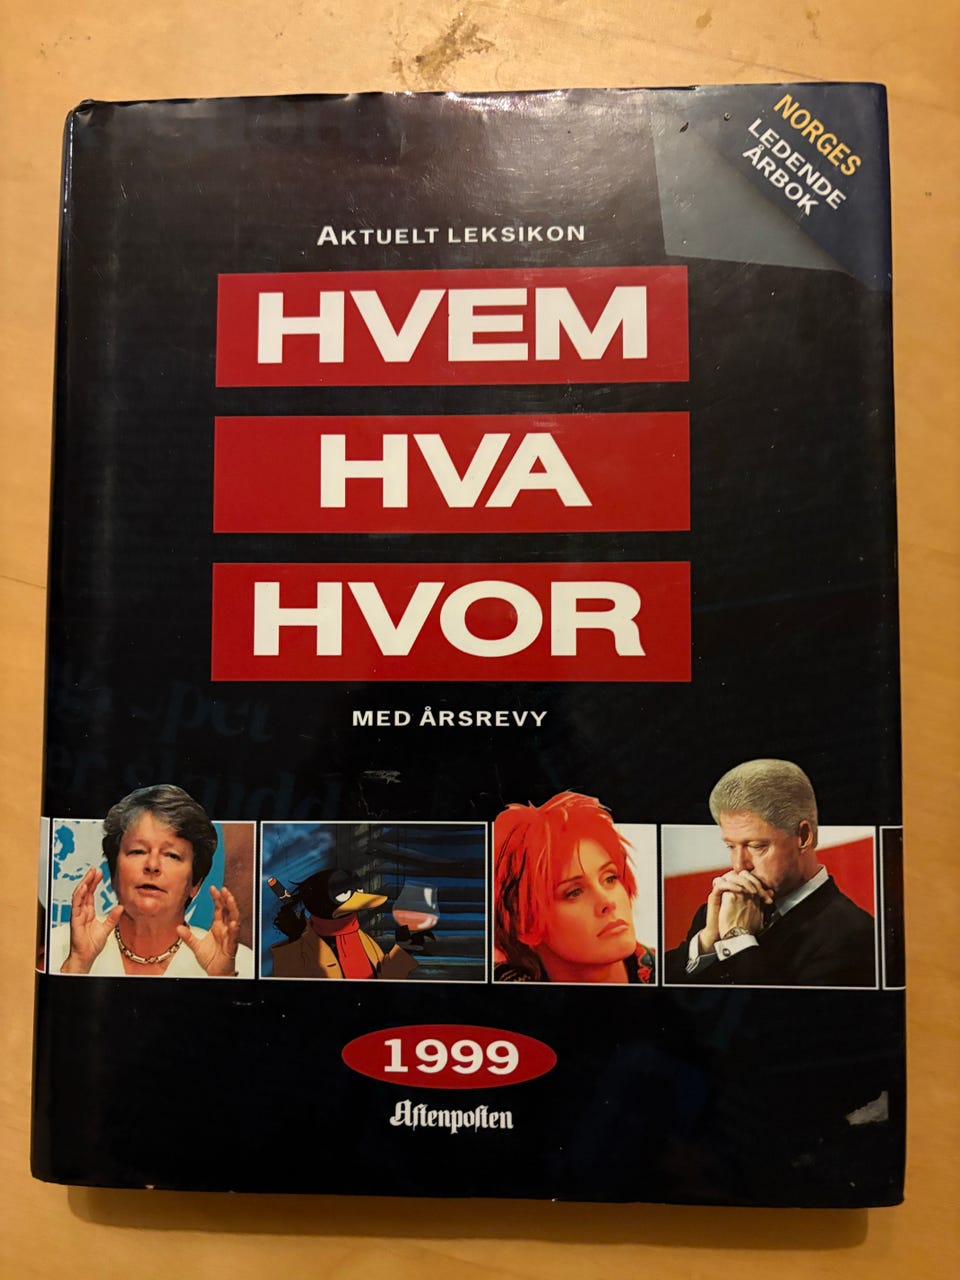 NORGES
LEDENDE
ÅRBOK
AKTUELT LEKSIKON
HVEM
HVA
HVOR
MED ÅRSREVY
1999
Aftenposten